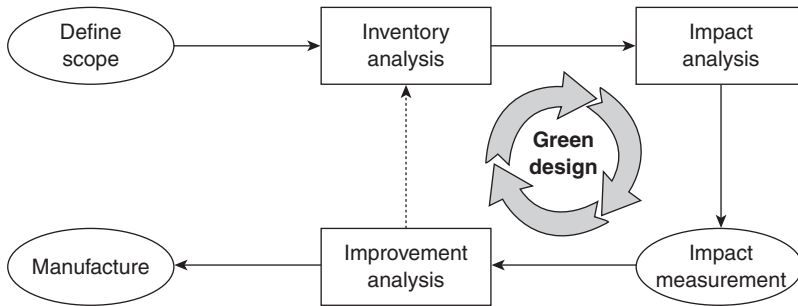 Define
scope
Inventory
analysis
Impact
analysis
Green
design
Manufacture
Improvement
analysis
Impact
measurement